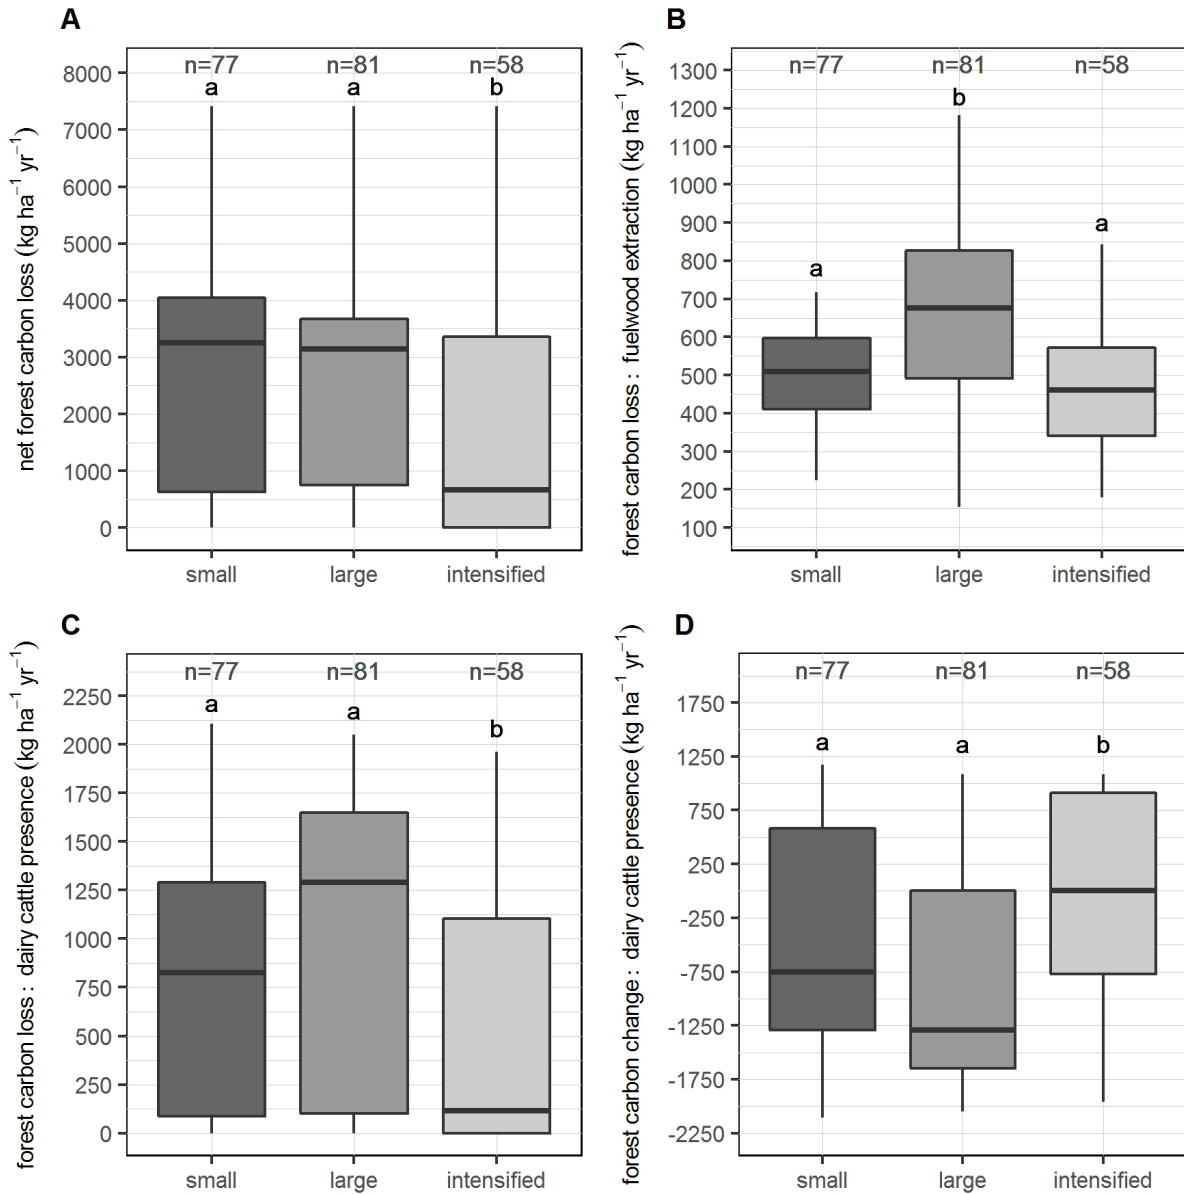 A
net forest carbon loss (kg ha⁻¹ yr⁻¹)
8000
7000
6000
5000
4000
3000
2000
1000
0
n=77 n=81 n=58
a a b
small large intensified
B
forest carbon loss : fuelwood extraction (kg ha⁻¹ yr⁻¹)
1300
1200
1100
1000
900
800
700
600
500
400
300
200
100
n=77 n=81 n=58
a b a
small large intensified
C
forest carbon loss : dairy cattle presence (kg ha⁻¹ yr⁻¹)
2250
2000
1750
1500
1250
1000
750
500
250
0
n=77 n=81 n=58
a a b
small large intensified
D
forest carbon change : dairy cattle presence (kg ha⁻¹ yr⁻¹)
1750
1250
750
250
-250
-750
-1250
-1750
-2250
n=77 n=81 n=58
a a b
small large intensified